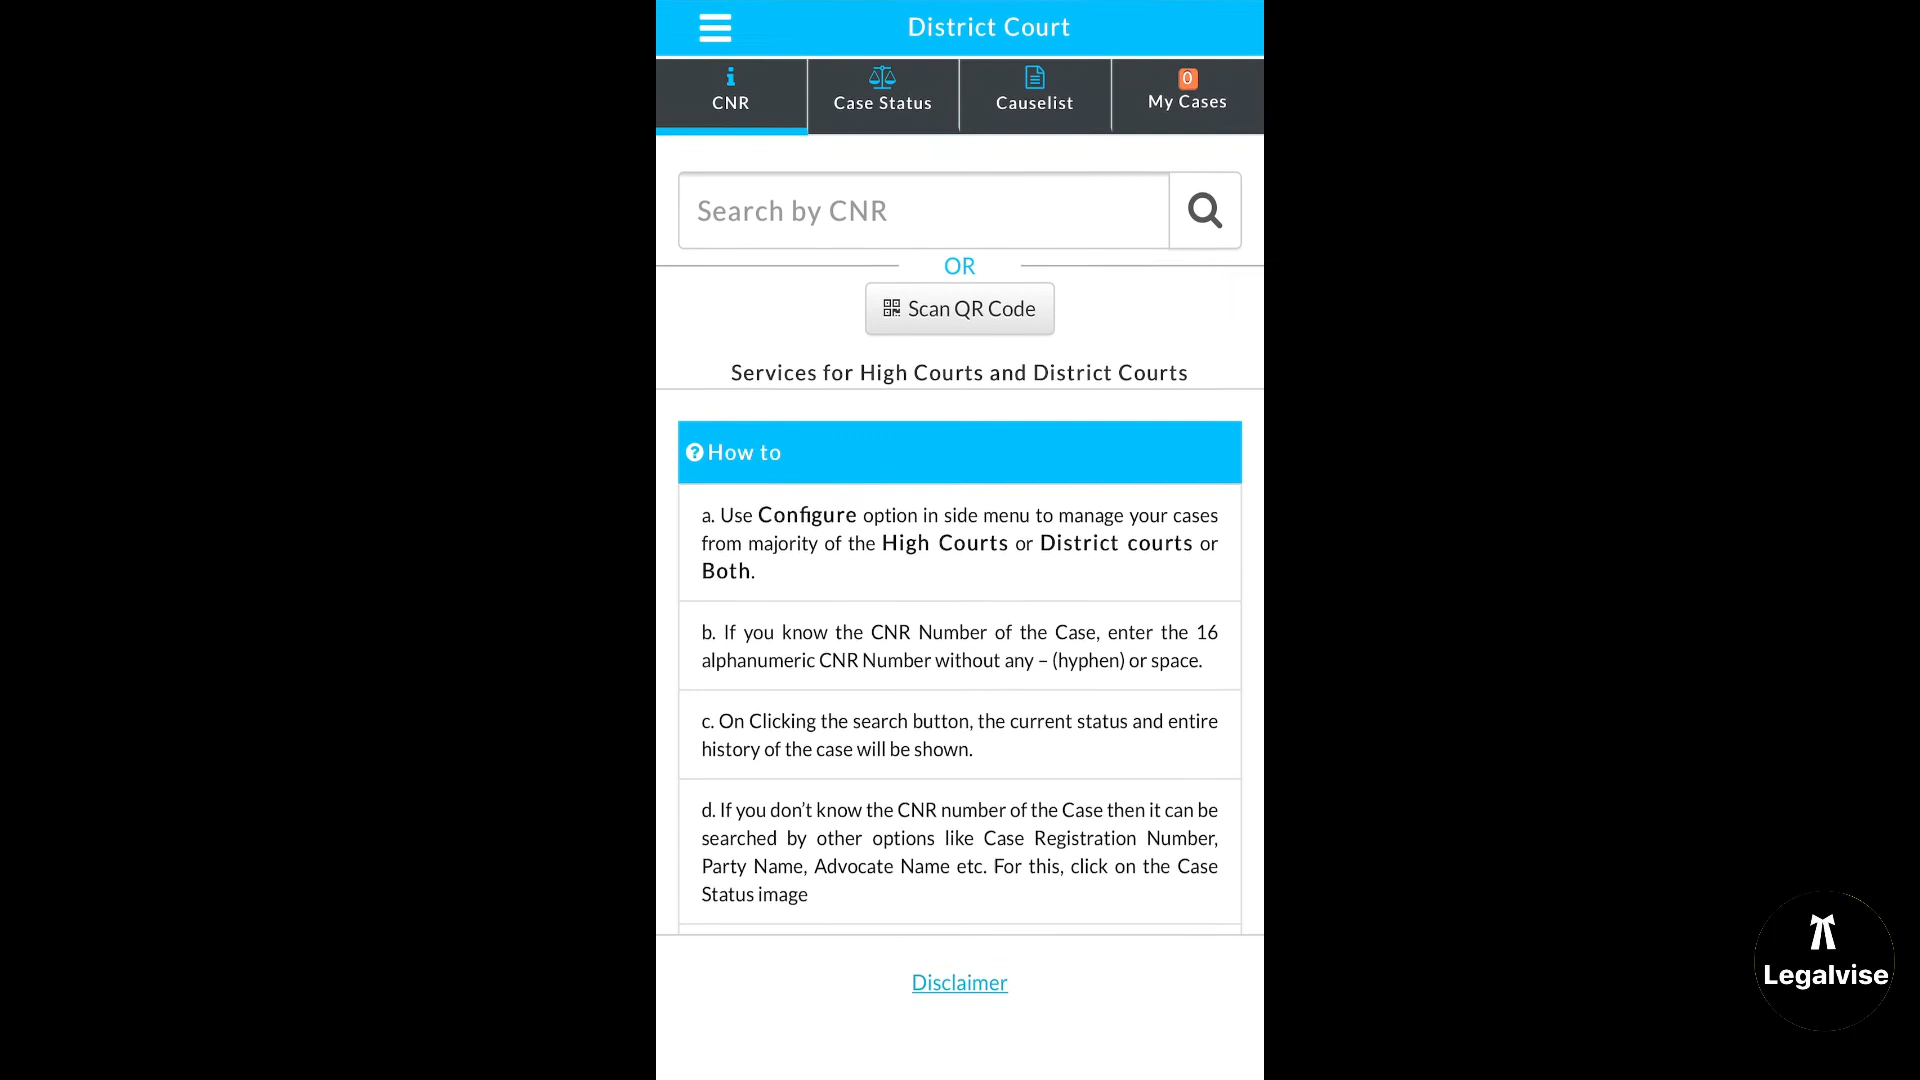 District Court
CNR
Case Status
Causelist
0
My Cases
Search by CNR
OR
Scan QR Code
Services for High Courts and District Courts
How to
a. Use Configure option in side menu to manage your cases
from majority of the High Courts or District courts or
Both.
b. If you know the CNR Number of the Case, enter the 16
alphanumeric CNR Number without any – (hyphen) or space.
c. On Clicking the search button, the current status and entire
history of the case will be shown.
d. If you don’t know the CNR number of the Case then it can be
searched by other options like Case Registration Number,
Party Name, Advocate Name etc. For this, click on the Case
Status image
Disclaimer
Legalvise